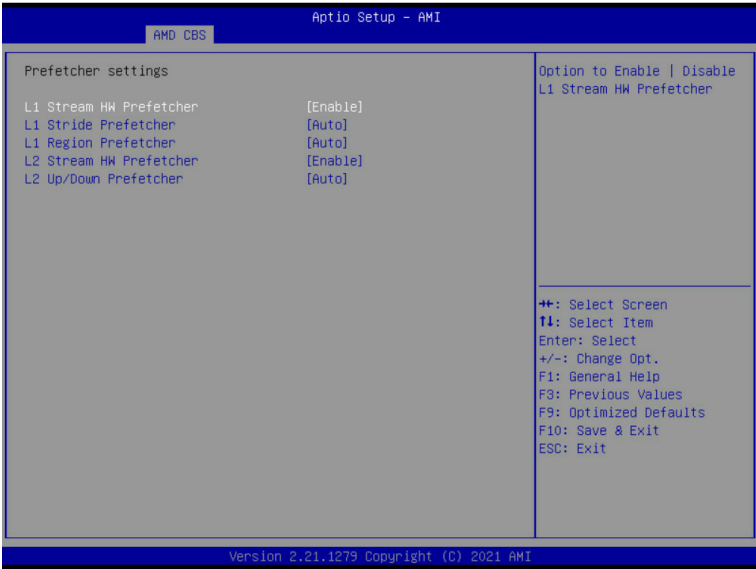 Aptio Setup – AMI
AMD CBS
Prefetcher settings
L1 Stream HW Prefetcher [Enable]
L1 Stride Prefetcher [Auto]
L1 Region Prefetcher [Auto]
L2 Stream HW Prefetcher [Enable]
L2 Up/Down Prefetcher [Auto]
Option to Enable | Disable
L1 Stream HW Prefetcher
→←: Select Screen
↑↓: Select Item
Enter: Select
+/-: Change Opt.
F1: General Help
F3: Previous Values
F9: Optimized Defaults
F10: Save & Exit
ESC: Exit
Version 2.21.1279 Copyright (C) 2021 AMI